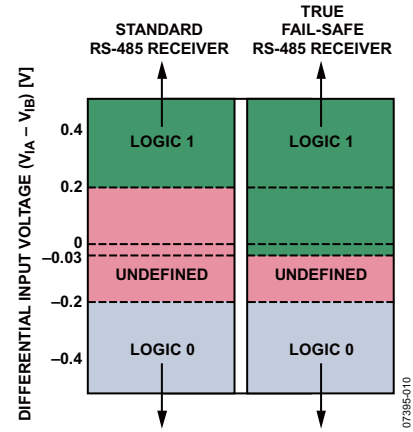 STANDARD
RS-485 RECEIVER
TRUE
FAIL-SAFE
RS-485 RECEIVER
DIFFERENTIAL INPUT VOLTAGE (VIA – VIB) [V]
0.4
0.2
0
–0.03
–0.2
–0.4
LOGIC 1
UNDEFINED
LOGIC 0
LOGIC 1
UNDEFINED
LOGIC 0
07395-010